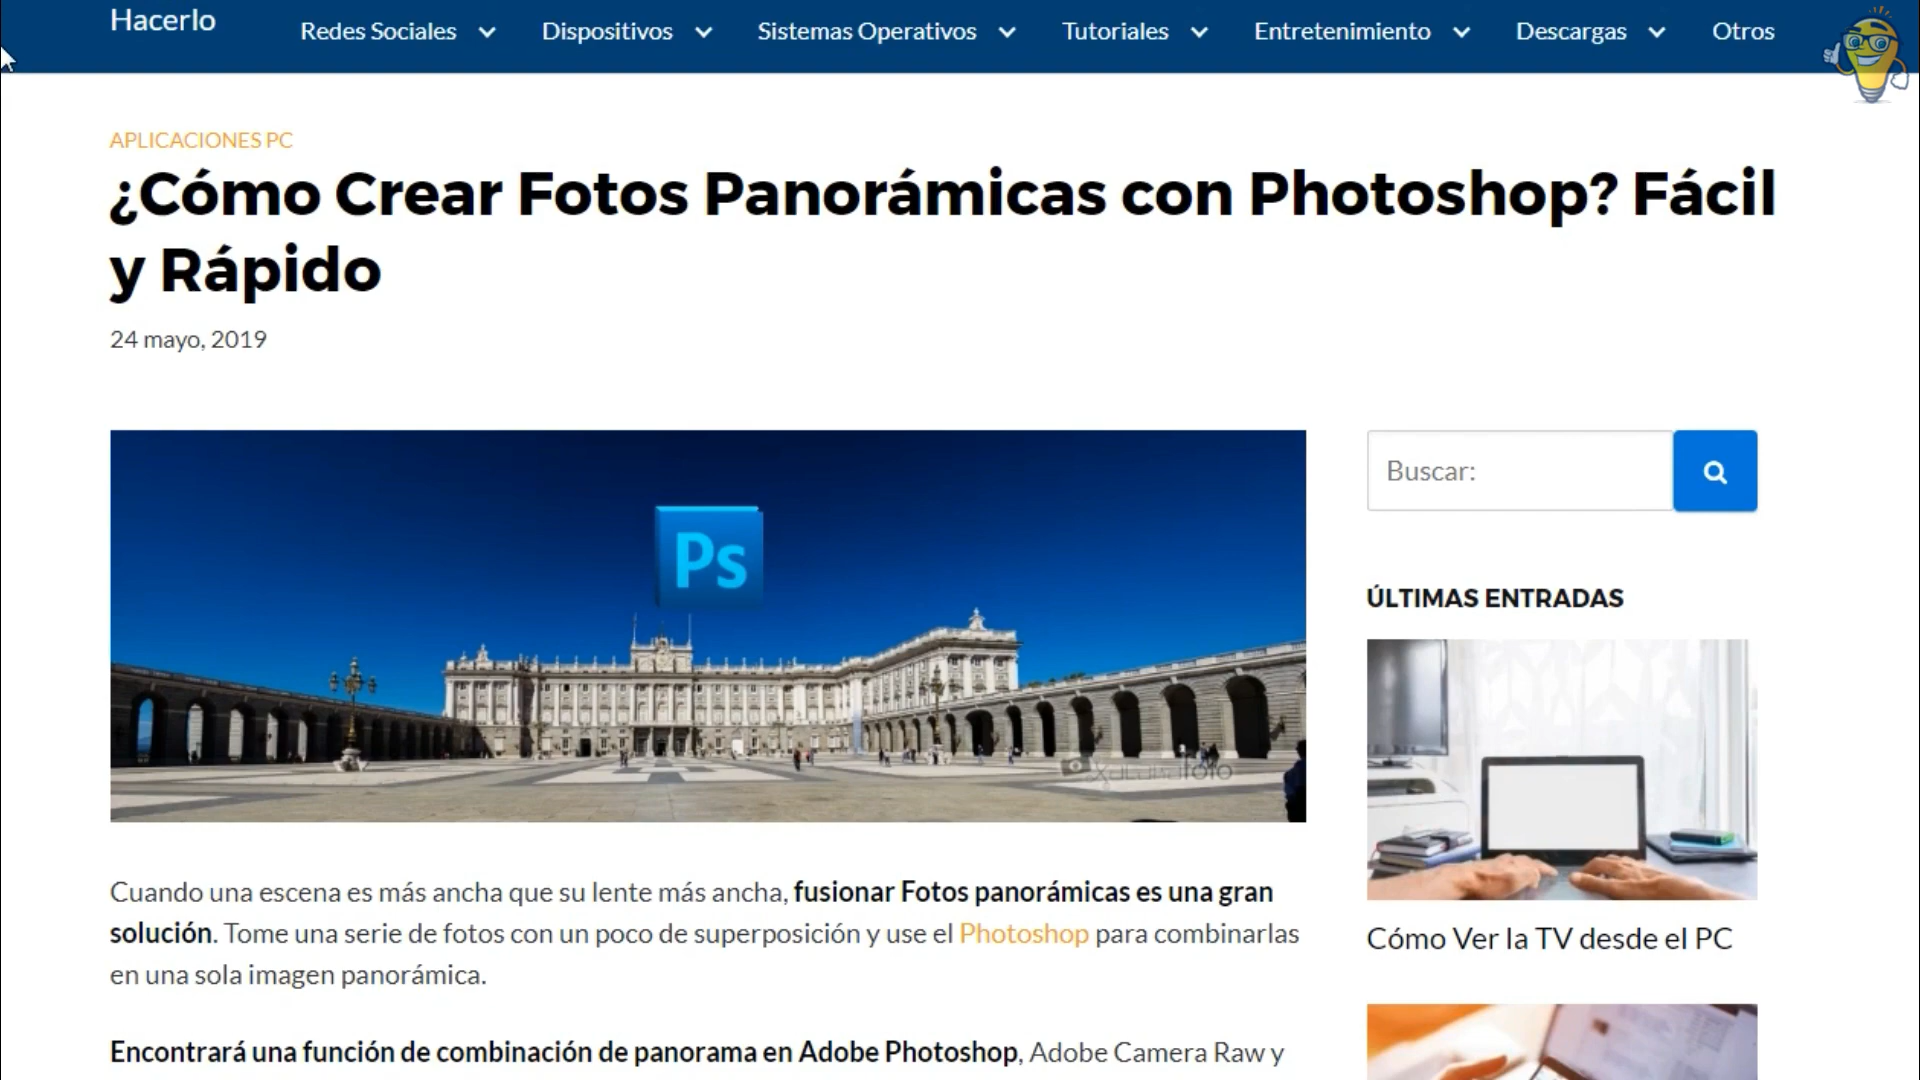 Hacerlo
Redes Sociales
Dispositivos
Sistemas Operativos
Tutoriales
Entretenimiento
Descargas
Otros
APLICACIONES PC
¿Cómo Crear Fotos Panorámicas con Photoshop? Fácil
y Rápido
24 mayo, 2019
Ps
xatakafoto
Cuando una escena es más ancha que su lente más ancha, fusionar Fotos panorámicas es una gran
solución. Tome una serie de fotos con un poco de superposición y use el Photoshop para combinarlas
en una sola imagen panorámica.
Encontrará una función de combinación de panorama en Adobe Photoshop, Adobe Camera Raw y
Buscar:
ÚLTIMAS ENTRADAS
Cómo Ver la TV desde el PC